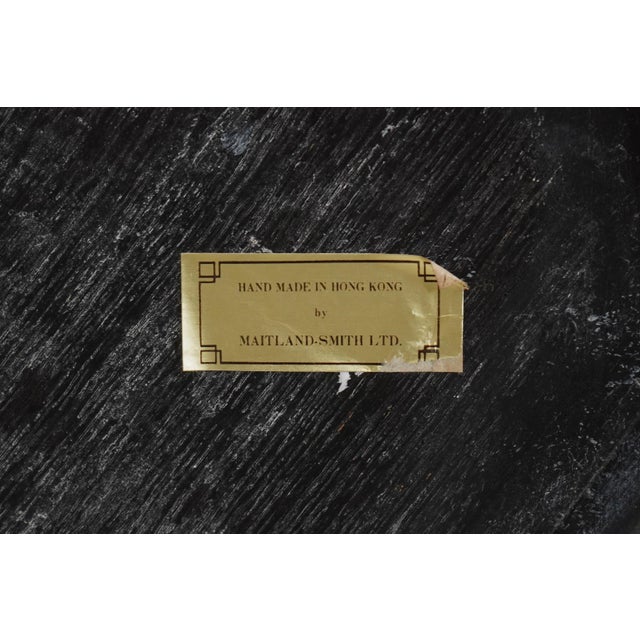 HAND MADE IN HONG KONG
by
MAITLAND-SMITH LTD.